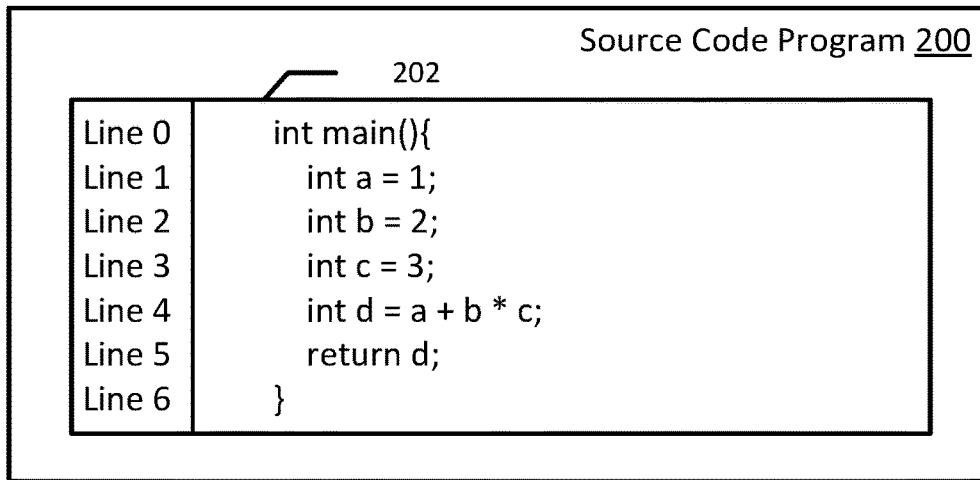 Source Code Program 200
202
Line 0 int main(){
Line 1 int a = 1;
Line 2 int b = 2;
Line 3 int c = 3;
Line 4 int d = a + b * c;
Line 5 return d;
Line 6 }